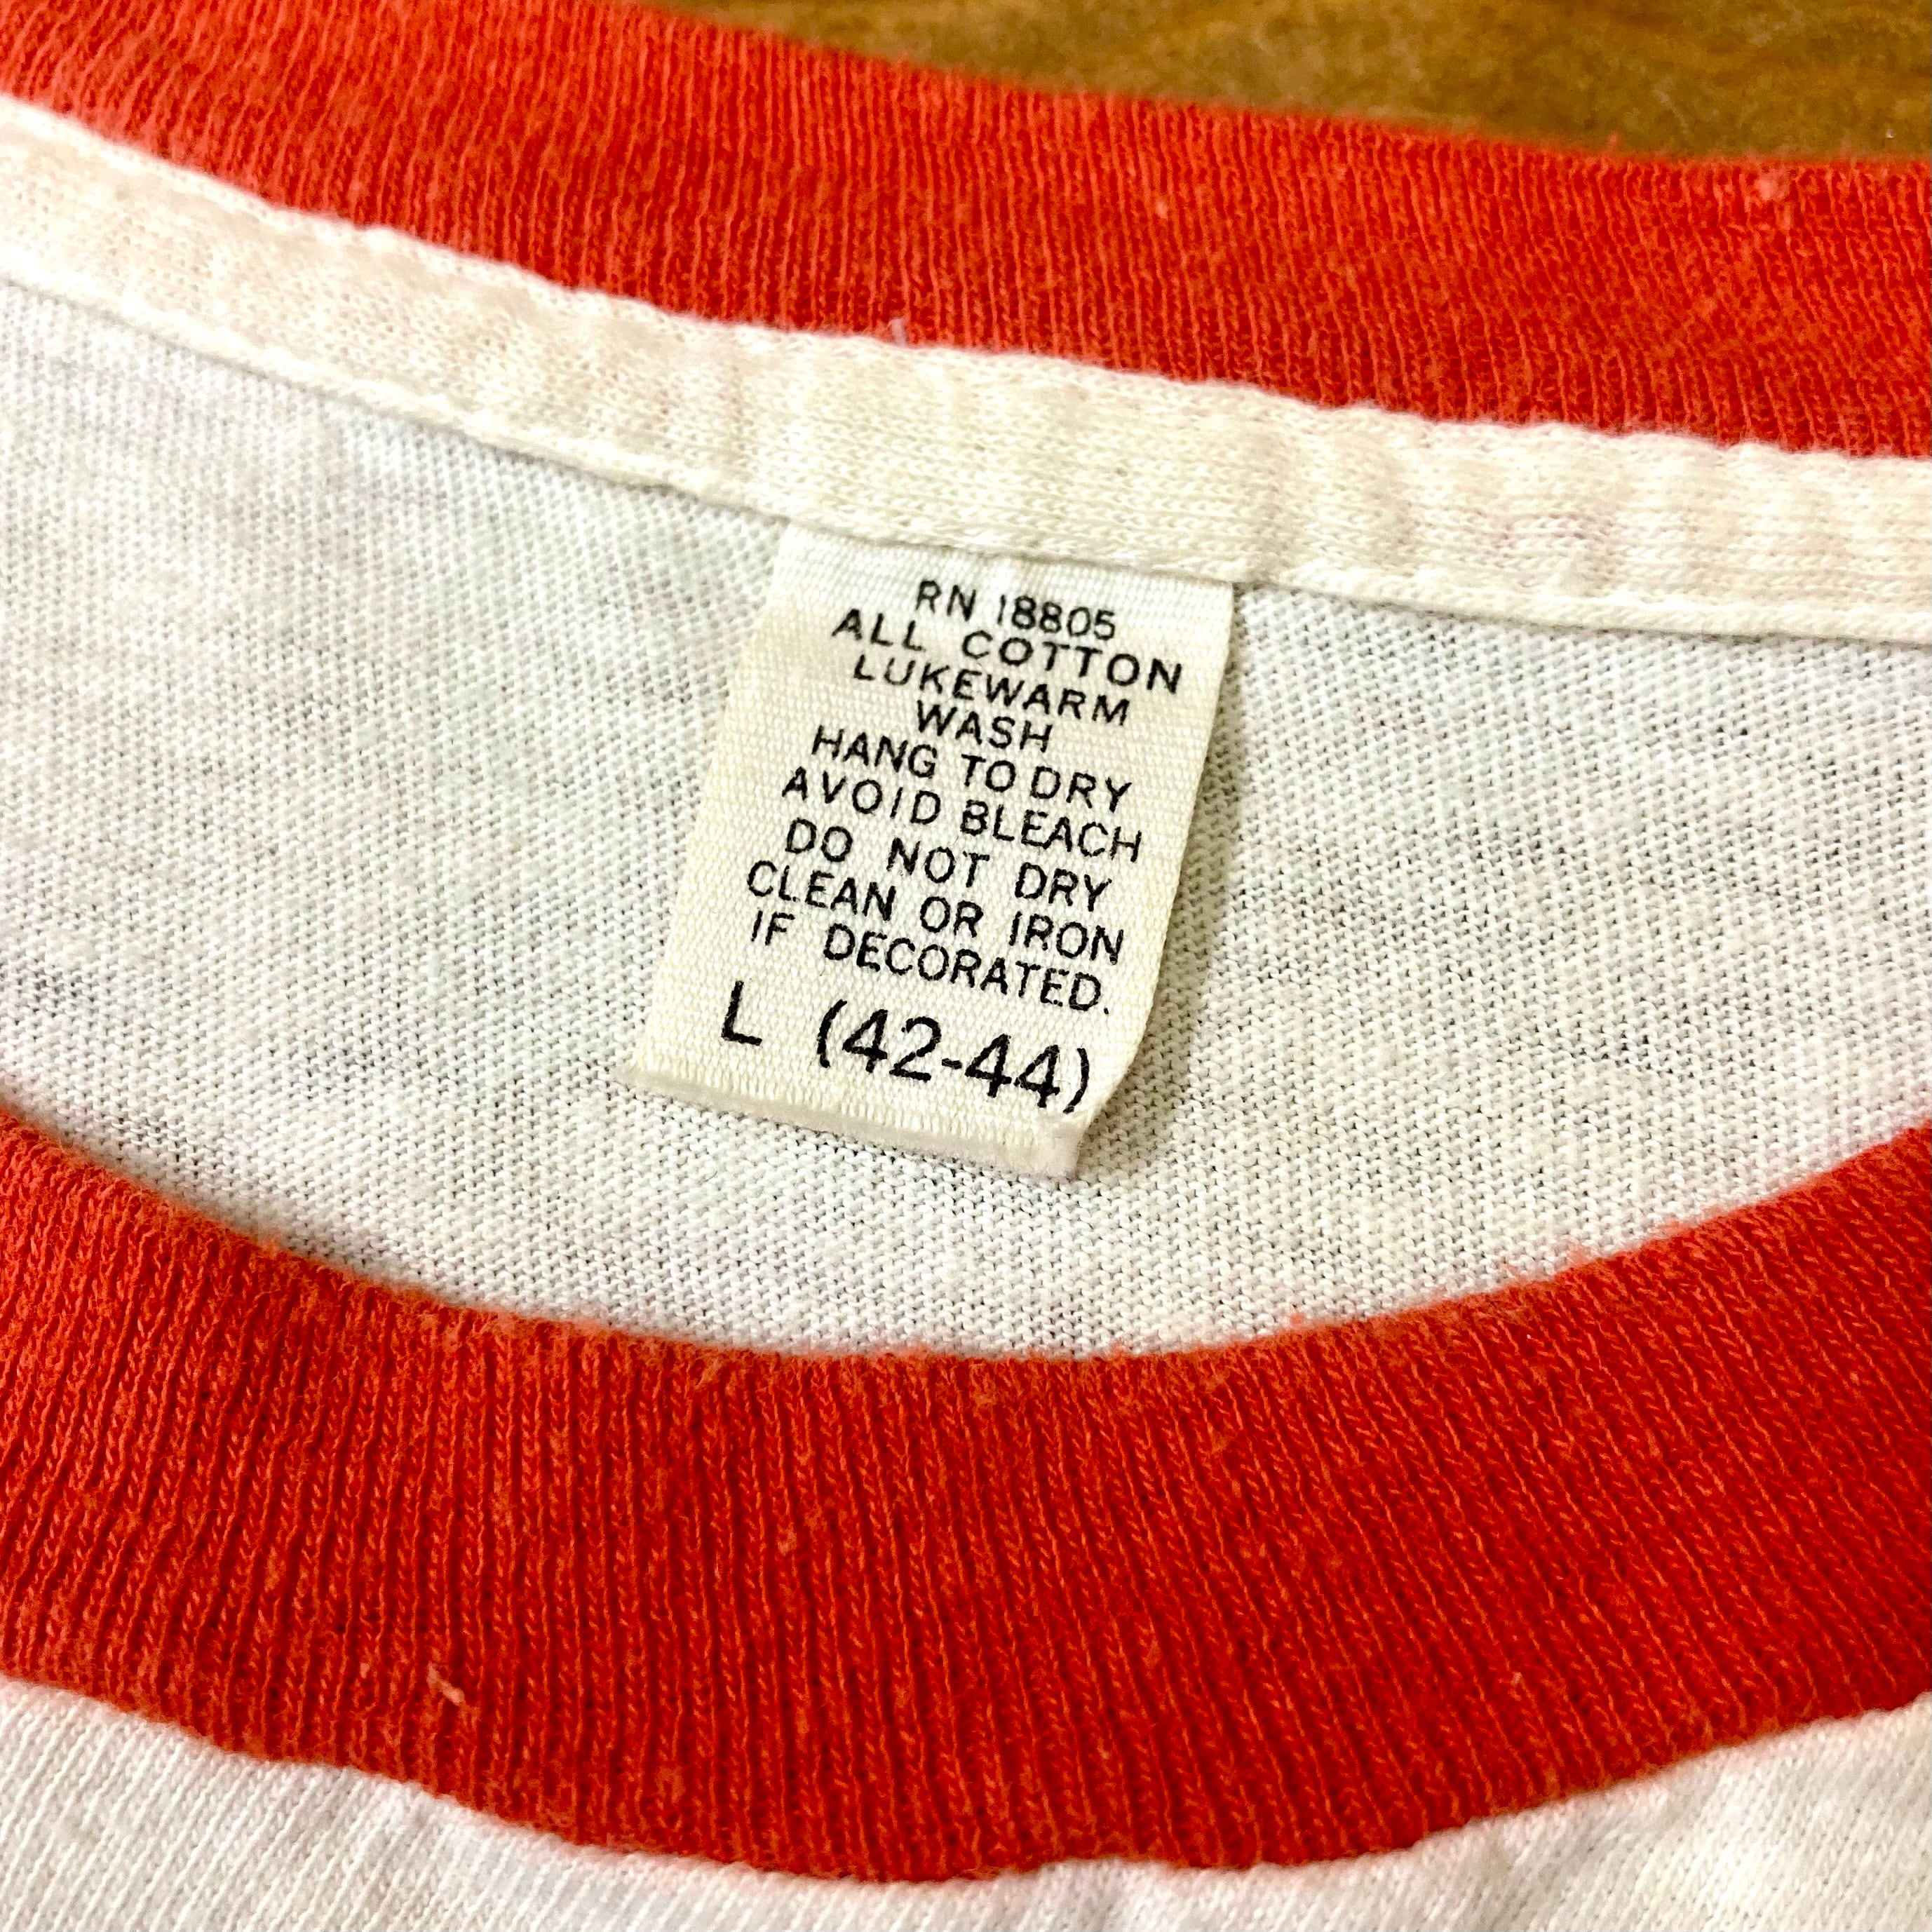 RN 18805
ALL COTTON
LUKEWARM
WASH
HANG TO DRY
AVOID BLEACH
DO NOT DRY
CLEAN OR IRON
IF DECORATED.
L (42-44)